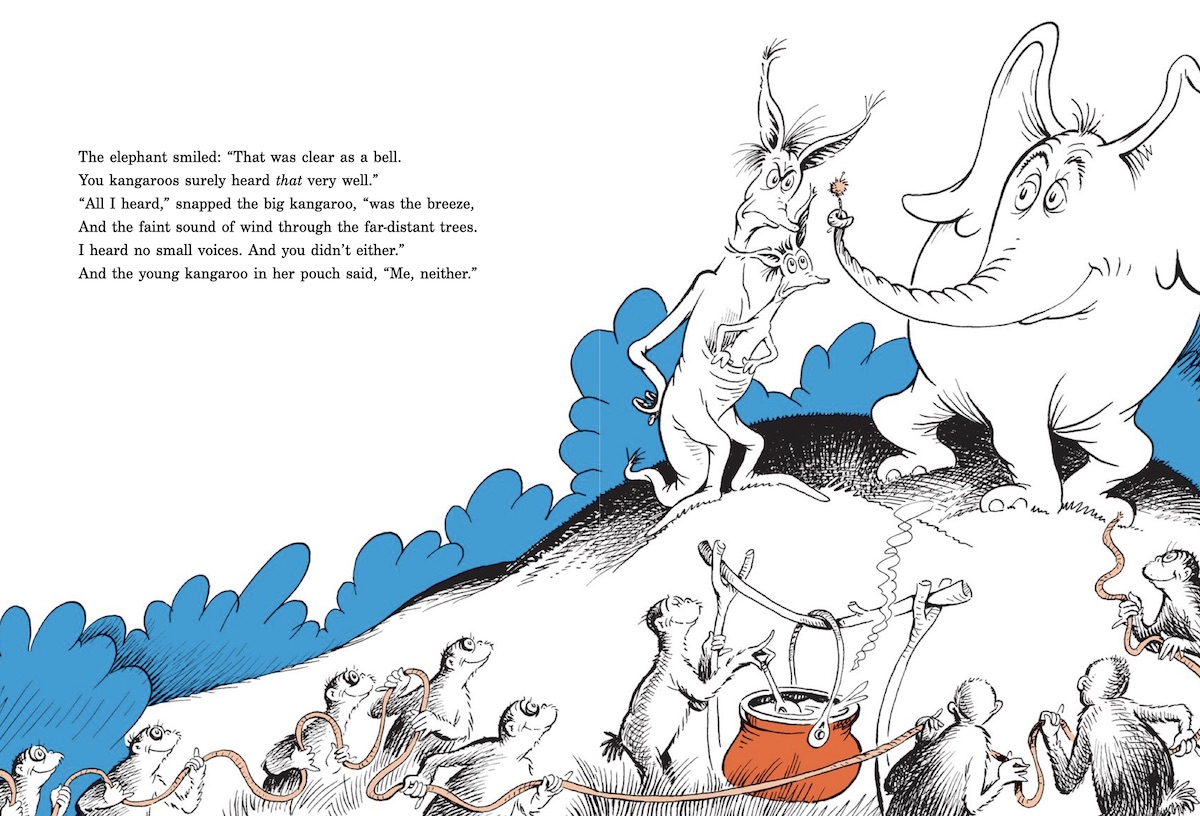 The elephant smiled: “That was clear as a bell.
You kangaroos surely heard that very well.”
“All I heard,” snapped the big kangaroo, “was the breeze,
And the faint sound of wind through the far-distant trees.
I heard no small voices. And you didn’t either.”
And the young kangaroo in her pouch said, “Me, neither.”